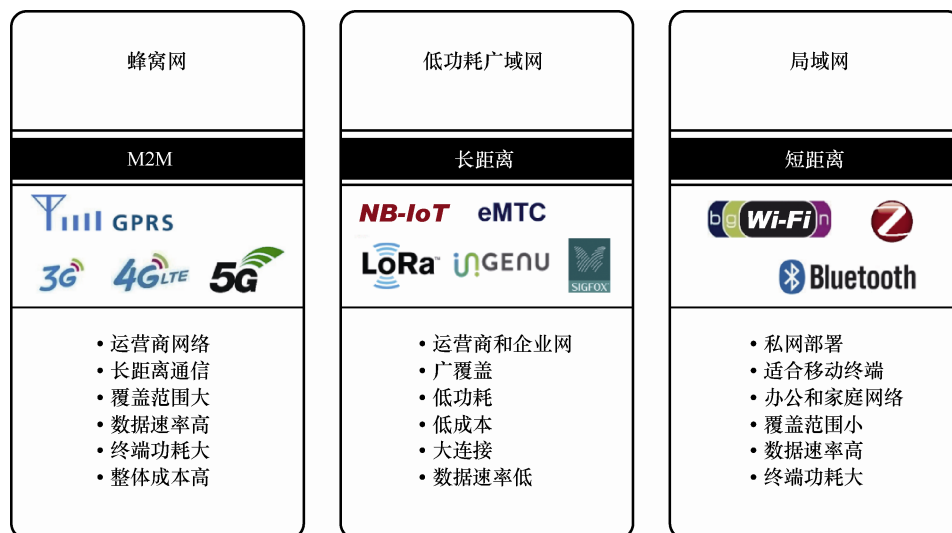 蜂窝网
M2M
GPRS
3G
4G LTE
5G
• 运营商网络
• 长距离通信
• 覆盖范围大
• 数据速率高
• 终端功耗大
• 整体成本高
低功耗广域网
长距离
NB-IoT
eMTC
LoRa™
INGENU
SIGFOX
• 运营商和企业网
• 广覆盖
• 低功耗
• 低成本
• 大连接
• 数据速率低
局域网
短距离
b g Wi-Fi n
Z
Bluetooth
• 私网部署
• 适合移动终端
• 办公和家庭网络
• 覆盖范围小
• 数据速率高
• 终端功耗大